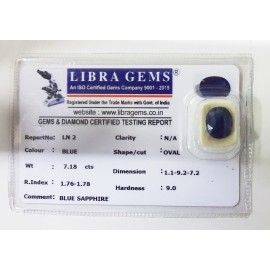 LIBRA GEMS®
An ISO Certified Gems Company 9001 - 2015
Registered Under the Trade Marks with Govt. of India
website : www.libragems.co.in
GEMS & DIAMOND CERTIFIED TESTING REPORT
ReportNo: LN 2 Clarity : N/A
Colour : BLUE Shape/cut : OVAL
Wt : 7.18 cts Dimension : 1.1-9.2-7.2
R.Index : 1.76-1.78 Hardness : 9.0
Comment : BLUE SAPPHIRE